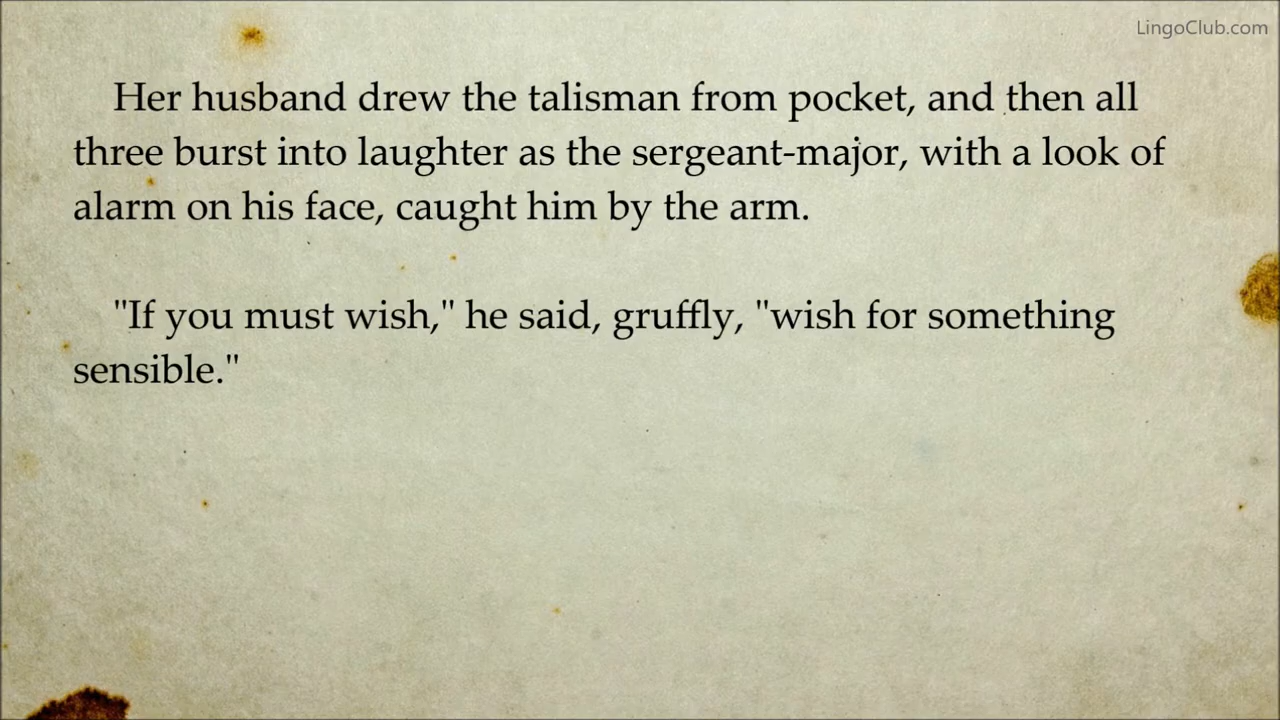 LingoClub.com
Her husband drew the talisman from pocket, and then all
three burst into laughter as the sergeant-major, with a look of
alarm on his face, caught him by the arm.
"If you must wish," he said, gruffly, "wish for something
sensible."